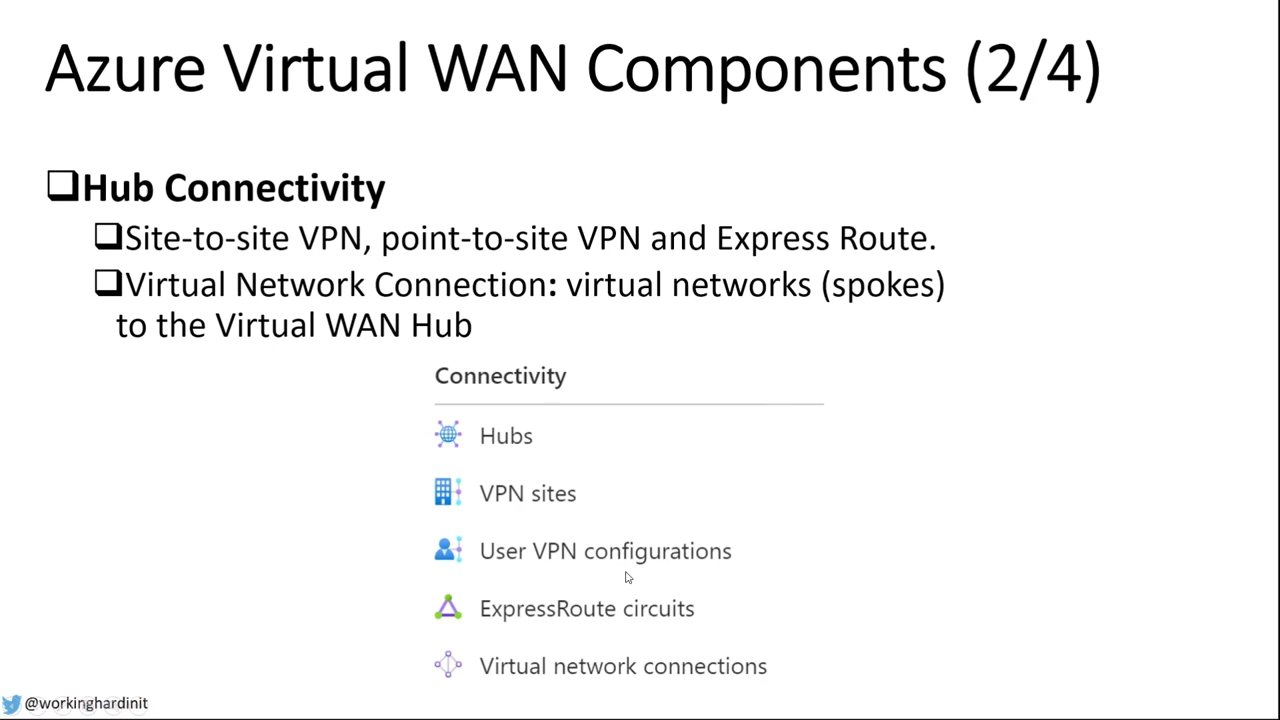 Azure Virtual WAN Components (2/4)
Hub Connectivity
Site-to-site VPN, point-to-site VPN and Express Route.
Virtual Network Connection: virtual networks (spokes)
to the Virtual WAN Hub
Connectivity
Hubs
VPN sites
User VPN configurations
ExpressRoute circuits
Virtual network connections
@workinghardinit